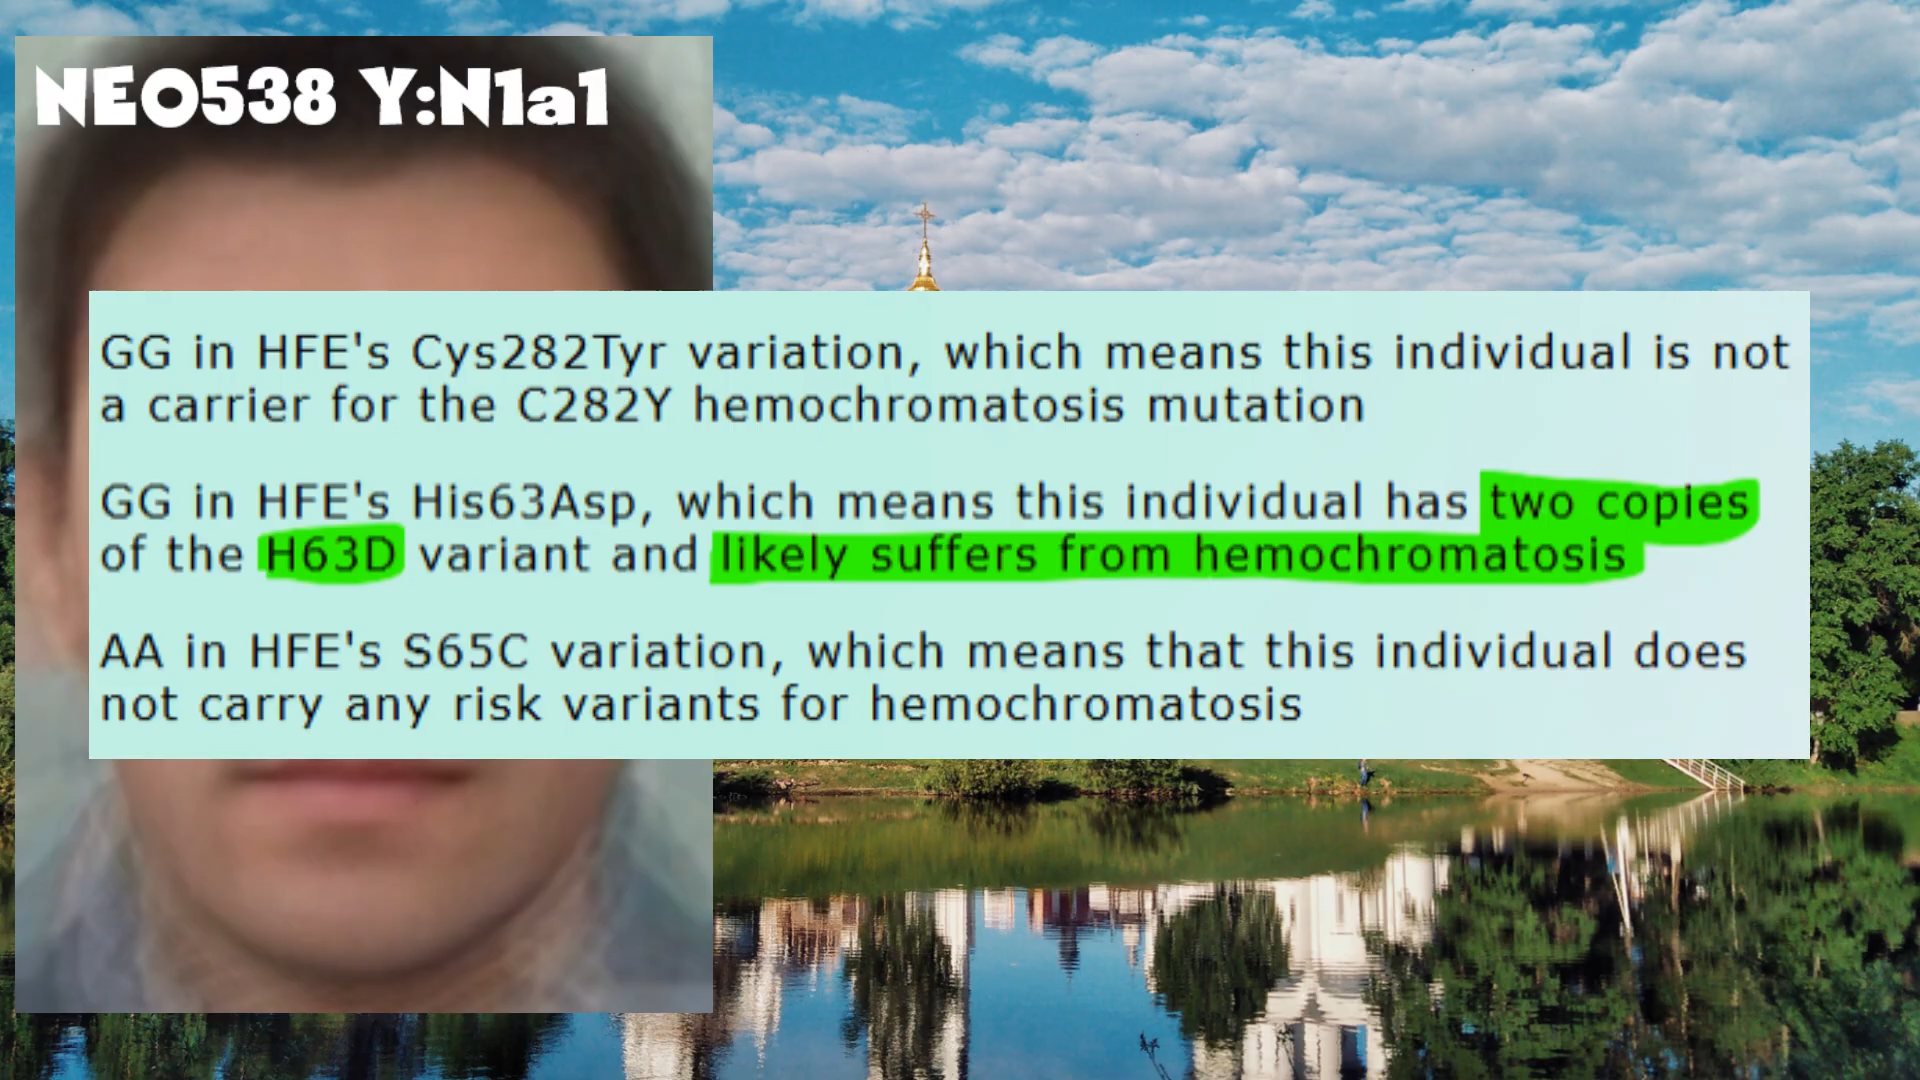 NEO538 Y:N1a1
GG in HFE's Cys282Tyr variation, which means this individual is not
a carrier for the C282Y hemochromatosis mutation
GG in HFE's His63Asp, which means this individual has two copies
of the H63D variant and likely suffers from hemochromatosis
AA in HFE's S65C variation, which means that this individual does
not carry any risk variants for hemochromatosis